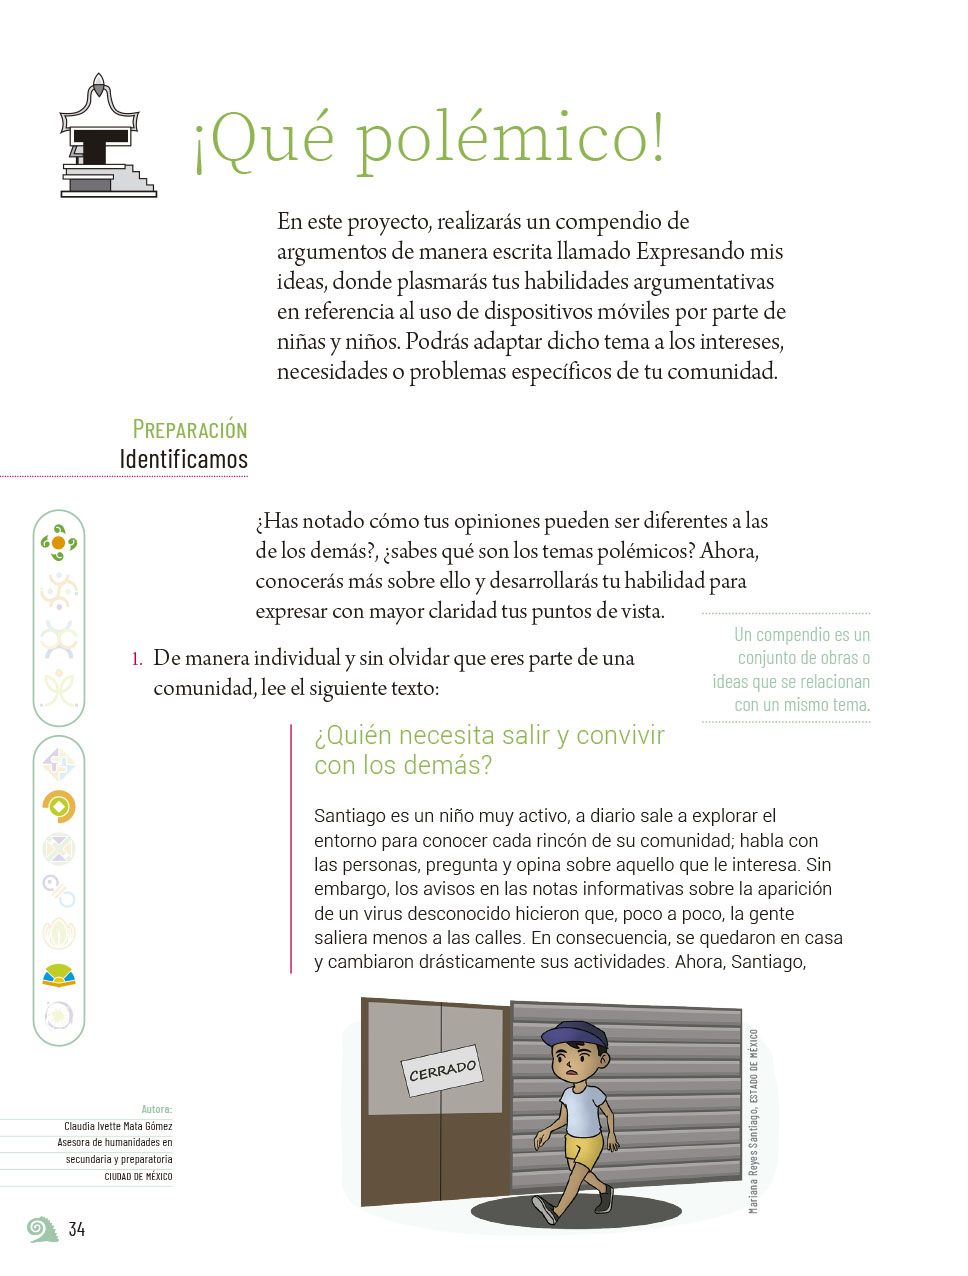 ¡Qué polémico!
En este proyecto, realizarás un compendio de
argumentos de manera escrita llamado Expresando mis
ideas, donde plasmarás tus habilidades argumentativas
en referencia al uso de dispositivos móviles por parte de
niñas y niños. Podrás adaptar dicho tema a los intereses,
necesidades o problemas específicos de tu comunidad.
PREPARACIÓN
Identificamos
¿Has notado cómo tus opiniones pueden ser diferentes a las
de los demás?, ¿sabes qué son los temas polémicos? Ahora,
conocerás más sobre ello y desarrollarás tu habilidad para
expresar con mayor claridad tus puntos de vista.
Un compendio es un
conjunto de obras o
ideas que se relacionan
con un mismo tema.
1. De manera individual y sin olvidar que eres parte de una
comunidad, lee el siguiente texto:
¿Quién necesita salir y convivir
con los demás?
Santiago es un niño muy activo, a diario sale a explorar el
entorno para conocer cada rincón de su comunidad; habla con
las personas, pregunta y opina sobre aquello que le interesa. Sin
embargo, los avisos en las notas informativas sobre la aparición
de un virus desconocido hicieron que, poco a poco, la gente
saliera menos a las calles. En consecuencia, se quedaron en casa
y cambiaron drásticamente sus actividades. Ahora, Santiago,
CERRADO
Mariana Reyes Santiago, ESTADO DE MÉXICO
Autora:
Claudia Ivette Mata Gómez
Asesora de humanidades en
secundaria y preparatoria
CIUDAD DE MÉXICO
34